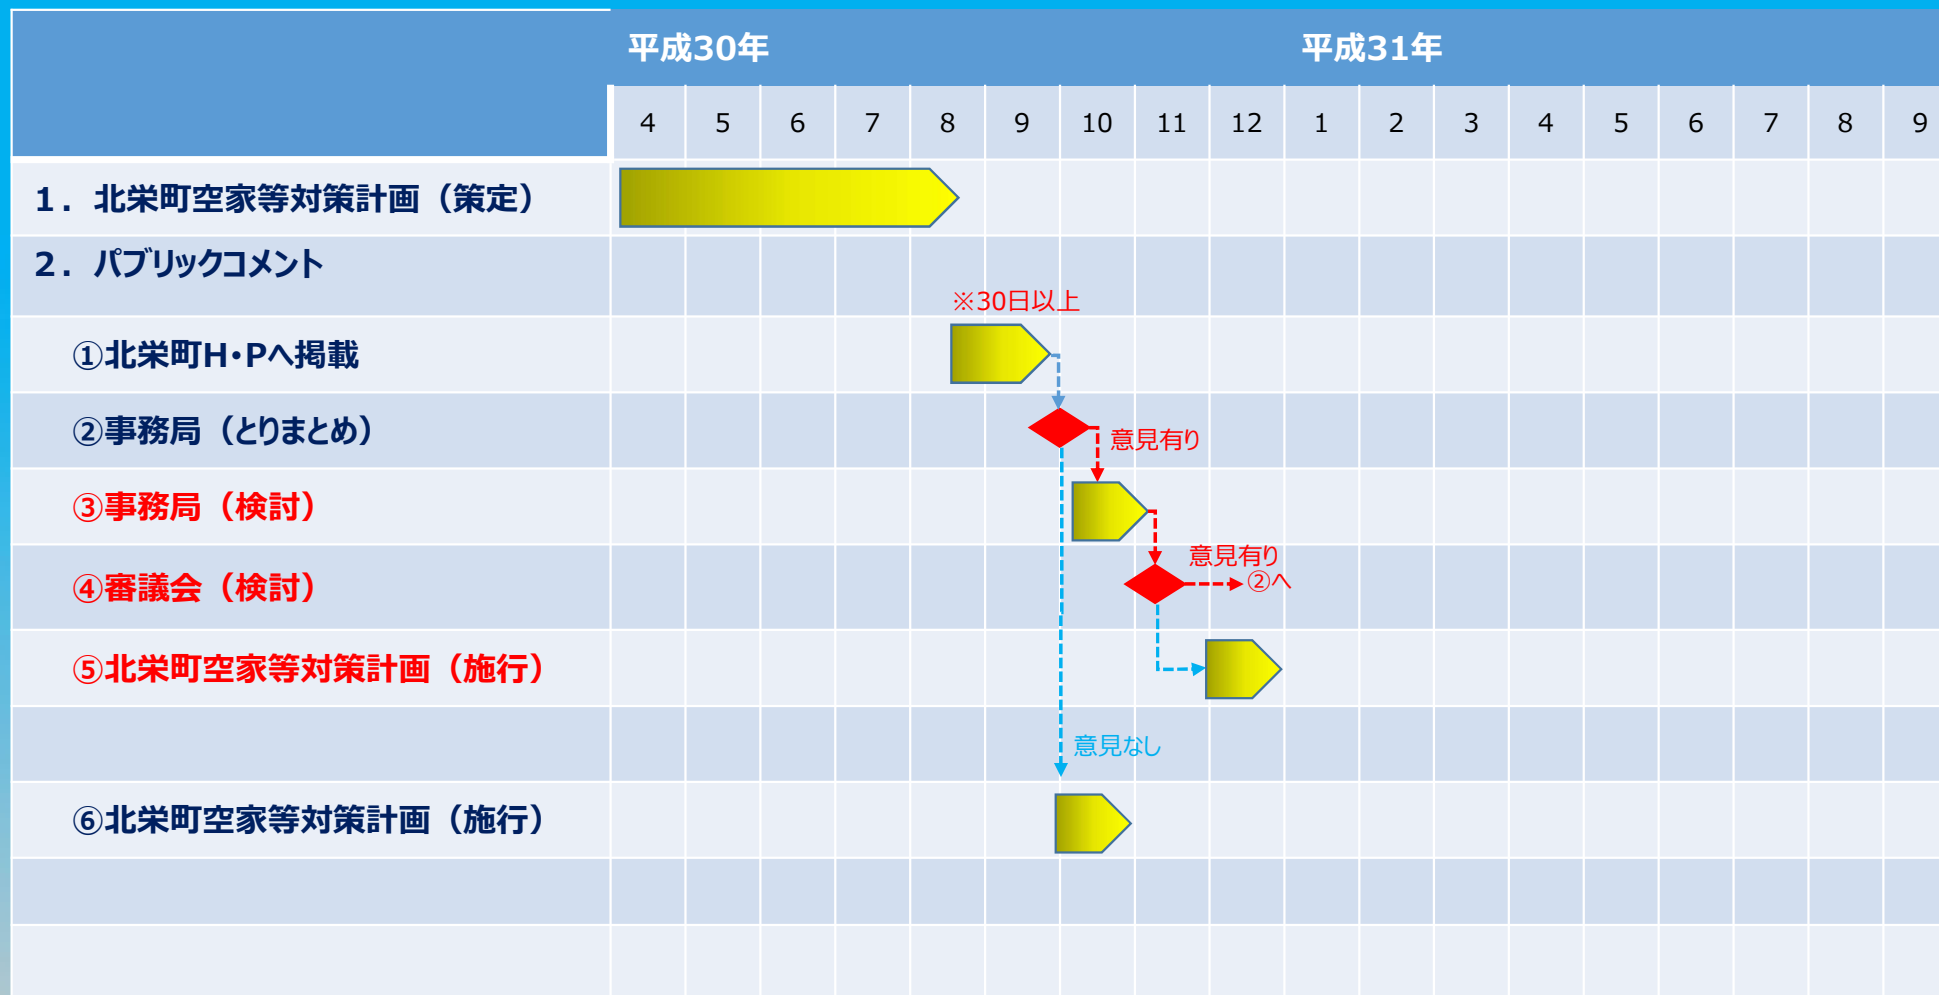 平成30年 平成31年
4 5 6 7 8 9 10 11 12 1 2 3 4 5 6 7 8 9
１．北栄町空家等対策計画（策定）
２．パブリックコメント
※30日以上
①北栄町H・Pへ掲載
②事務局（とりまとめ）
意見有り
③事務局（検討）
意見有り
④審議会（検討）
②へ
⑤北栄町空家等対策計画（施行）
意見なし
⑥北栄町空家等対策計画（施行）